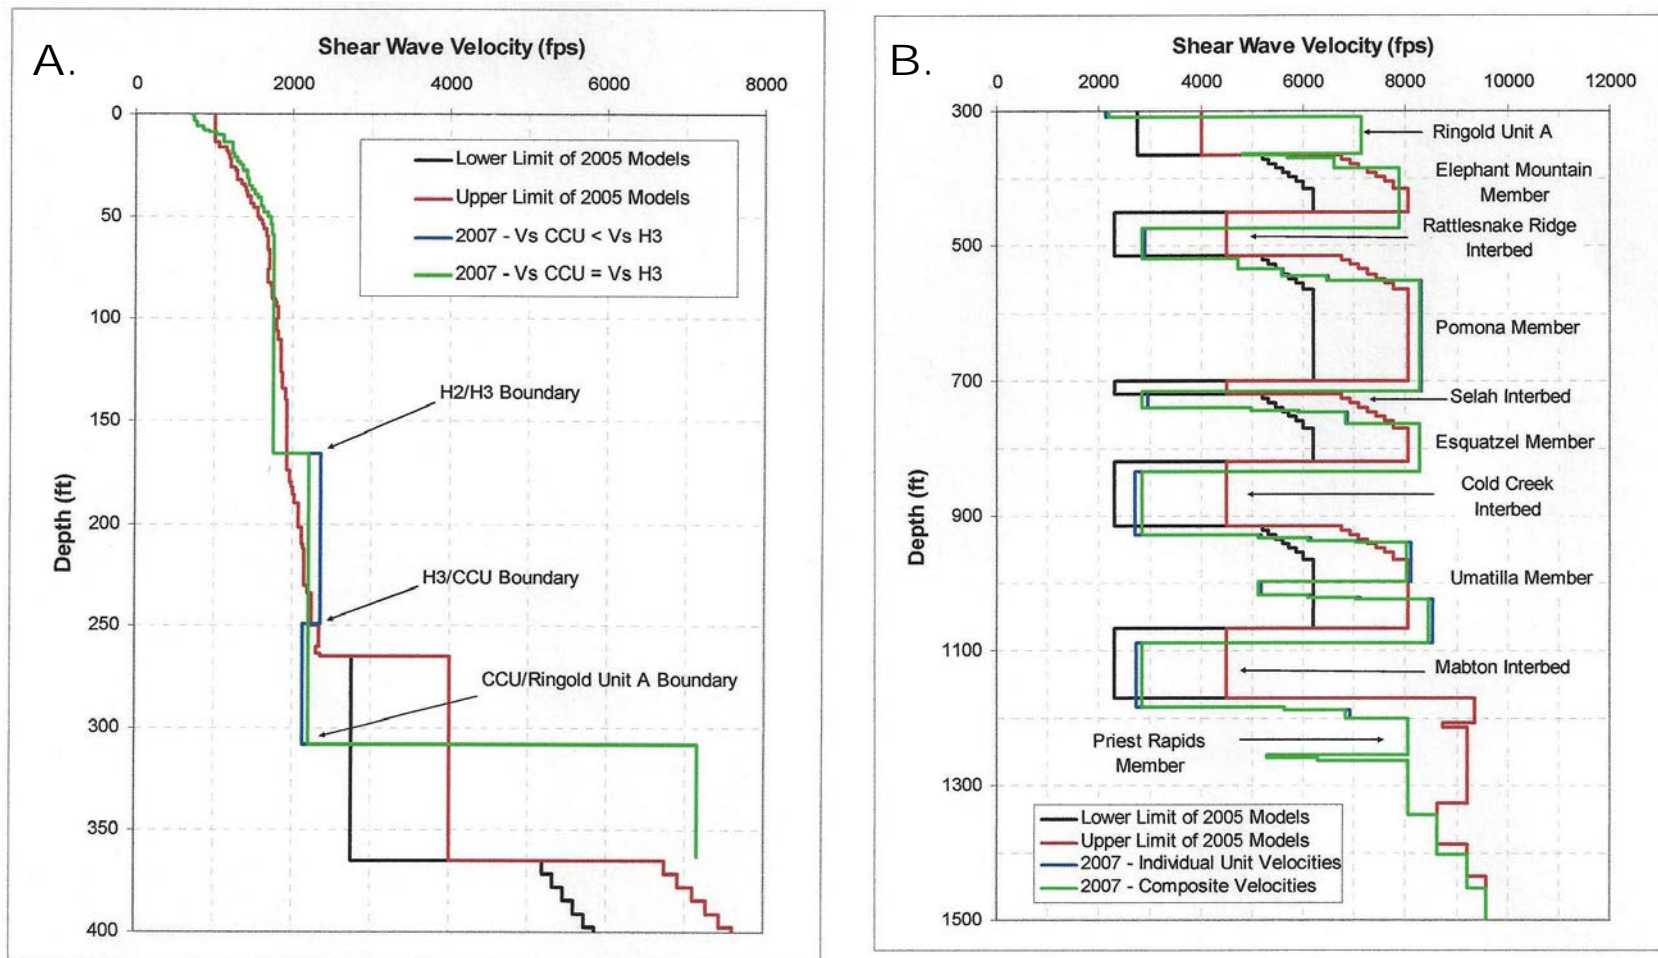 A.
Shear Wave Velocity (fps)
0 2000 4000 6000 8000
0
50
100
150
200
250
300
350
400
Depth (ft)
Lower Limit of 2005 Models
Upper Limit of 2005 Models
2007 - Vs CCU < Vs H3
2007 - Vs CCU = Vs H3
H2/H3 Boundary
H3/CCU Boundary
CCU/Ringold Unit A Boundary
B.
Shear Wave Velocity (fps)
0 2000 4000 6000 8000 10000 12000
300
500
700
900
1100
1300
1500
Depth (ft)
Ringold Unit A
Elephant Mountain
Member
Rattlesnake Ridge
Interbed
Pomona Member
Selah Interbed
Esquatzel Member
Cold Creek
Interbed
Umatilla Member
Mabton Interbed
Priest Rapids
Member
Lower Limit of 2005 Models
Upper Limit of 2005 Models
2007 - Individual Unit Velocities
2007 - Composite Velocities